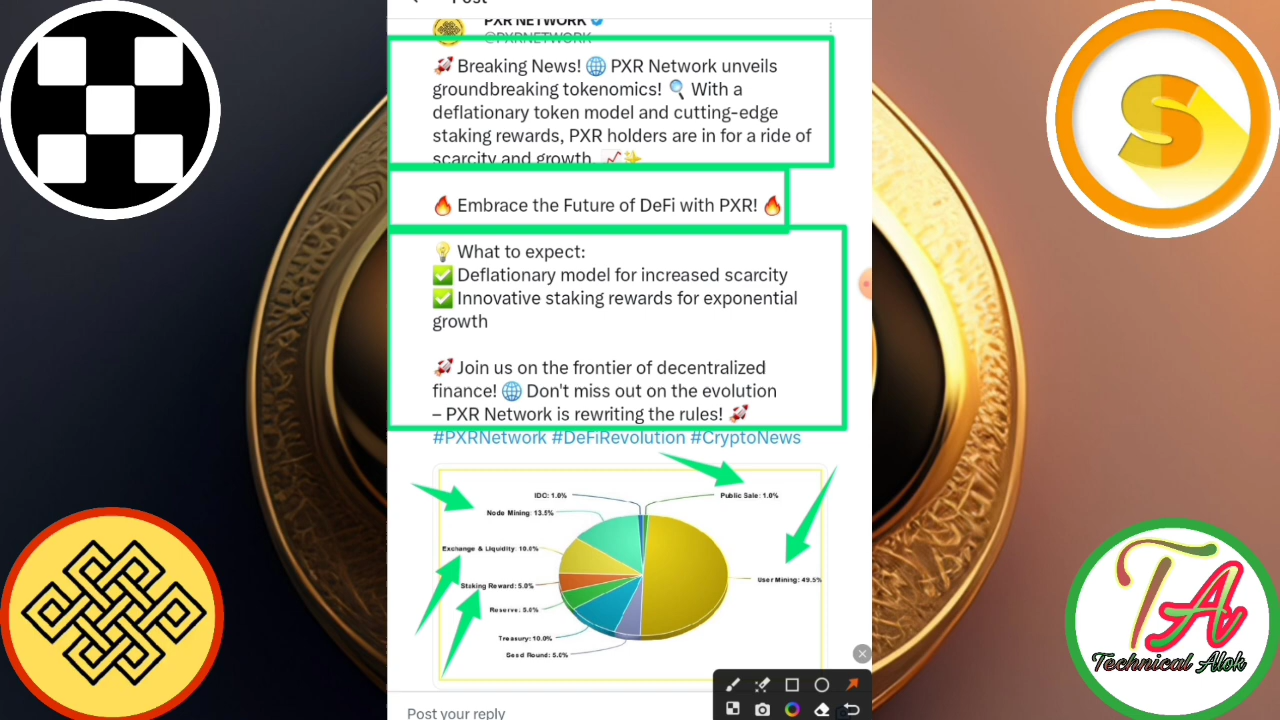 Post
PXR NETWORK
@PXRNETWORK
🚀 Breaking News! 🌐 PXR Network unveils
groundbreaking tokenomics! 🔍 With a
deflationary token model and cutting-edge
staking rewards, PXR holders are in for a ride of
scarcity and growth. 📈✨
🔥 Embrace the Future of DeFi with PXR! 🔥
💡 What to expect:
✅ Deflationary model for increased scarcity
✅ Innovative staking rewards for exponential
growth
🚀 Join us on the frontier of decentralized
finance! 🌐 Don't miss out on the evolution
– PXR Network is rewriting the rules! 🚀
#PXRNetwork #DeFiRevolution #CryptoNews
IDC: 1.0%
Public Sale: 1.0%
Node Mining: 13.5%
Exchange & Liquidity: 10.0%
User Mining: 49.5%
Staking Reward: 5.0%
Reserve: 5.0%
Treasury: 10.0%
Seed Round: 5.0%
Post your reply
S
TA
Technical Alok